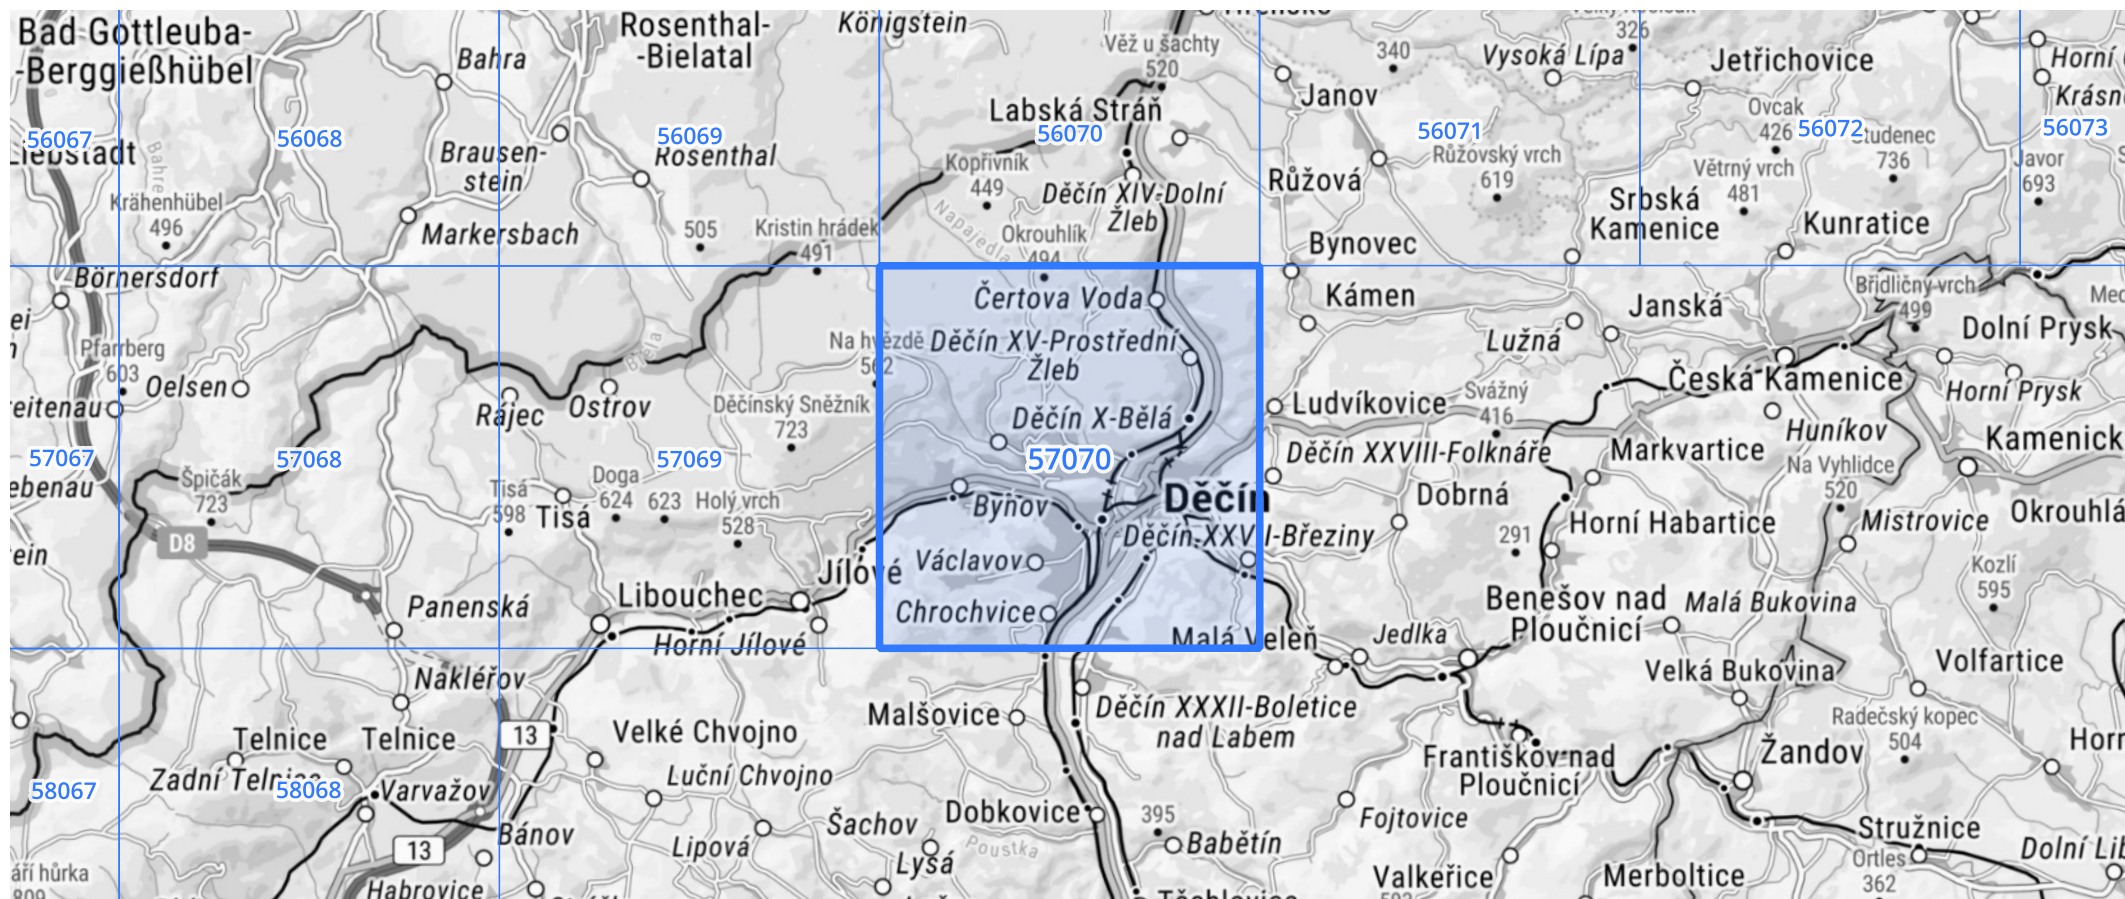 Bad Gottleuba-
-Berggießhübel
Bahra
Rosenthal-
-Bielatal
Königstein
Věž u šachty
520
340
326
Vysoká Lípa
Jetřichovice
Horní
Krásn
Labská Stráň
Janov
Ovcak
426
56067
56068
56069
56070
56071
56072
56073
Liebstadt
Brausen-
stein
Rosenthal
Kopřivník
449
Růžovský vrch
619
736
Javor
693
Větrný vrch
481
Krähenhübel
496
Markersbach
505
Kristin hrádek
491
Napajedla
Děčín XIV-Dolní
Žleb
Růžová
Srbská
Kamenice
Kunratice
Okrouhlík
494
Bynovec
Börnersdorf
Čertova Voda
Kámen
Janská
Břidličný vrch
499
Dolní Prysk
Lužná
Pfarrberg
603
Oelsen
Biela
Na hvězdě
562
Děčín XV-Prostřední
Žleb
Česká Kamenice
Horní Prysk
Rájec
Ostrov
Děčínský Sněžník
723
Děčín X-Bělá
Ludvíkovice
Svážný
416
Huníkov
Kamenick
57067
57068
57069
57070
Děčín XXVIII-Folknáře
Markvartice
Na Vyhlídce
520
ebenau
Špičák
723
Tisá
598
Doga
624
623
Holý vrch
528
Bynov
Děčín
Dobrná
Horní Habartice
Mistrovice
Okrouhlá
Tisá
D8
Děčín-XXVII-Březiny
291
Václavov
Jílové
Kozlí
595
Panenská
Libouchec
Horní Jílové
Chrochvice
Malá Veleň
Jedlka
Benešov nad
Ploučnicí
Malá Bukovina
Nakléřov
Velká Bukovina
Volfartice
Malšovice
Děčín XXXII-Boletice
nad Labem
Radečský kopec
504
Telnice
Telnice
13
Velké Chvojno
Františkov nad
Ploučnicí
Žandov
Zadní Telnice
58067
58068
Varvažov
Luční Chvojno
Dobkovice
395
Babětín
Fojtovice
Stružnice
Bánov
Lipová
Šachov
Lysá
Poustka
13
Habrovice
Valkeřice
Merboltice
Ortles
362
Dolní Lib